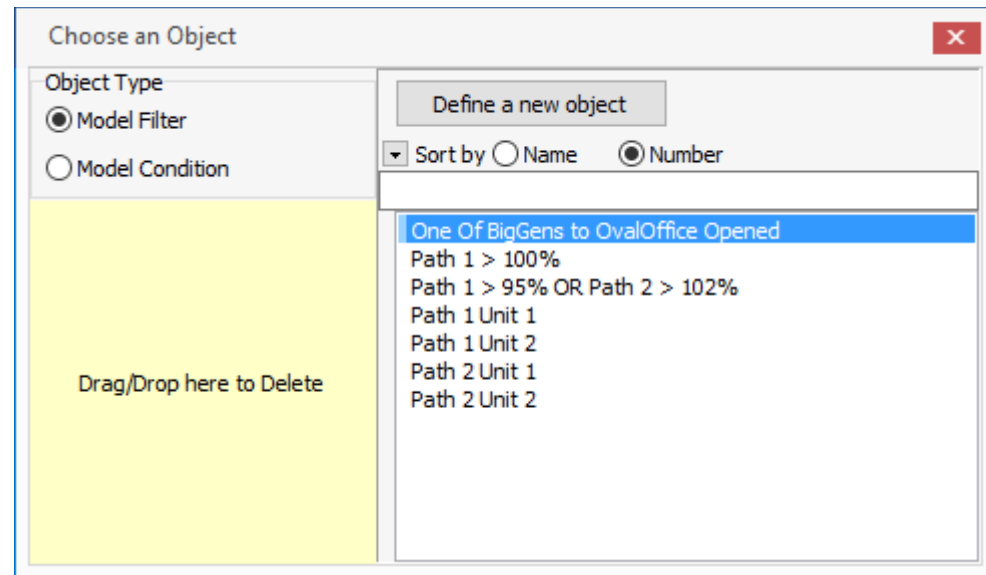 Choose an Object
Object Type
Model Filter
Model Condition
Drag/Drop here to Delete
Define a new object
Sort by Name Number
One Of BigGens to OvalOffice Opened
Path 1 > 100%
Path 1 > 95% OR Path 2 > 102%
Path 1 Unit 1
Path 1 Unit 2
Path 2 Unit 1
Path 2 Unit 2